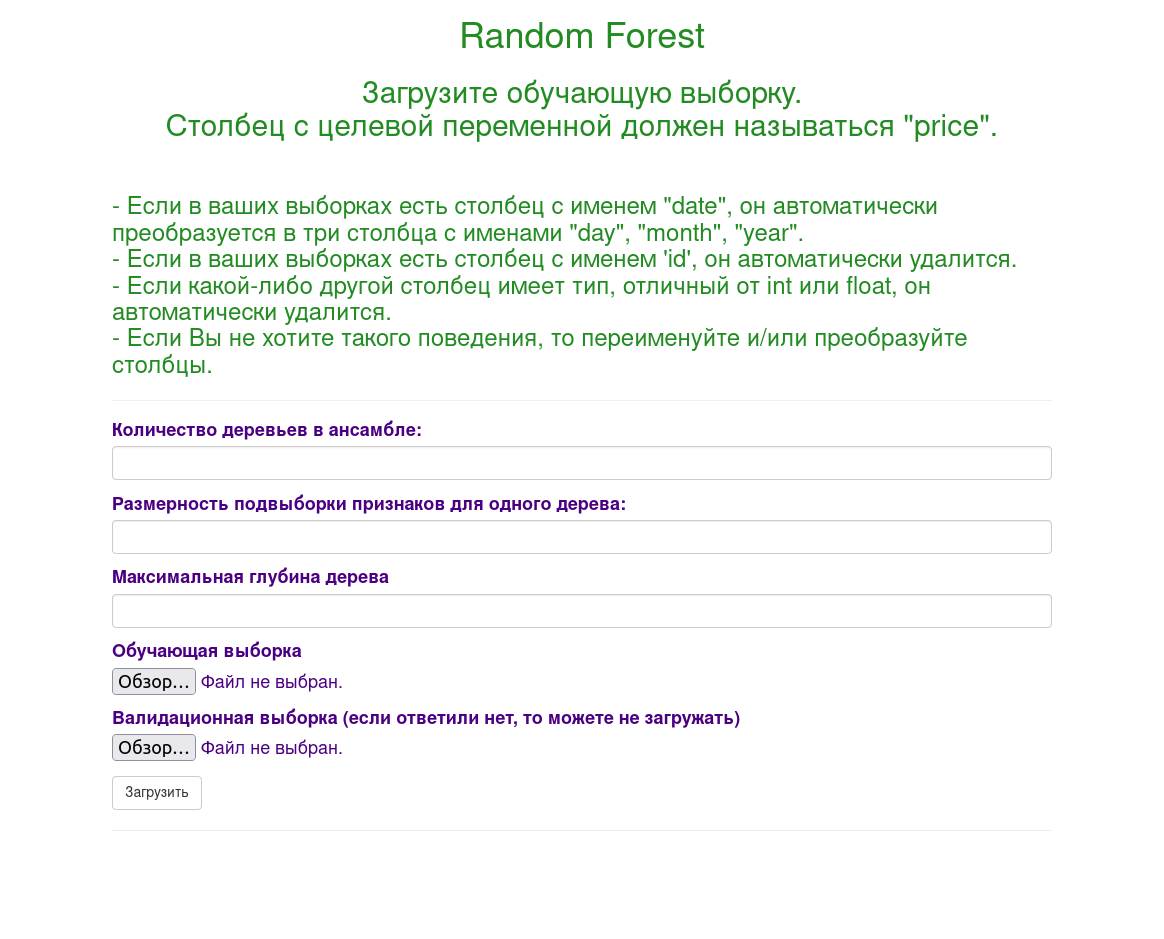 Random Forest
Загрузите обучающую выборку.
Столбец с целевой переменной должен называться "price".
- Если в ваших выборках есть столбец с именем "date", он автоматически
преобразуется в три столбца с именами "day", "month", "year".
- Если в ваших выборках есть столбец с именем 'id', он автоматически удалится.
- Если какой-либо другой столбец имеет тип, отличный от int или float, он
автоматически удалится.
- Если Вы не хотите такого поведения, то переименуйте и/или преобразуйте
столбцы.
Количество деревьев в ансамбле:
Размерность подвыборки признаков для одного дерева:
Максимальная глубина дерева
Обучающая выборка
Обзор... Файл не выбран.
Валидационная выборка (если ответили нет, то можете не загружать)
Обзор... Файл не выбран.
Загрузить